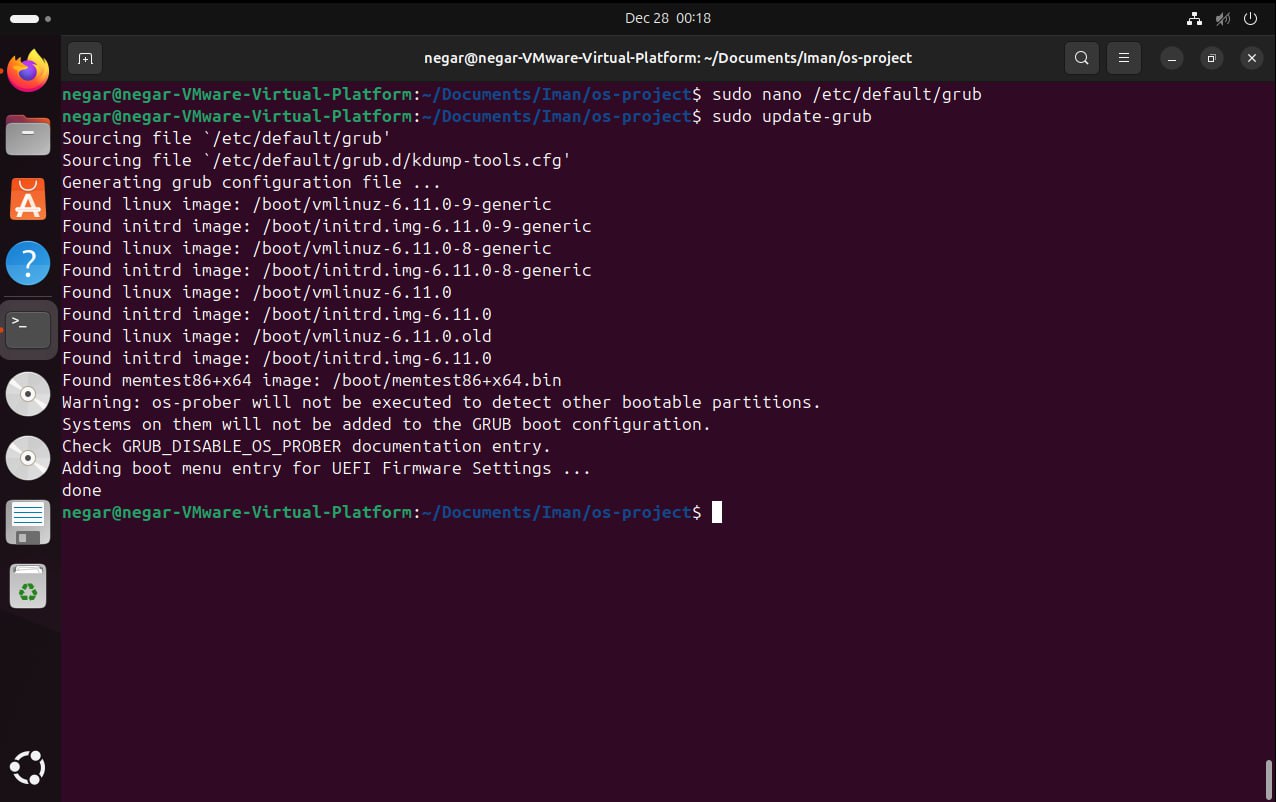 Dec 28 00:18
negar@negar-VMware-Virtual-Platform: ~/Documents/Iman/os-project
negar@negar-VMware-Virtual-Platform:~/Documents/Iman/os-project$ sudo nano /etc/default/grub
negar@negar-VMware-Virtual-Platform:~/Documents/Iman/os-project$ sudo update-grub
Sourcing file `/etc/default/grub'
Sourcing file `/etc/default/grub.d/kdump-tools.cfg'
Generating grub configuration file ...
Found linux image: /boot/vmlinuz-6.11.0-9-generic
Found initrd image: /boot/initrd.img-6.11.0-9-generic
Found linux image: /boot/vmlinuz-6.11.0-8-generic
Found initrd image: /boot/initrd.img-6.11.0-8-generic
Found linux image: /boot/vmlinuz-6.11.0
Found initrd image: /boot/initrd.img-6.11.0
Found linux image: /boot/vmlinuz-6.11.0.old
Found initrd image: /boot/initrd.img-6.11.0
Found memtest86+x64 image: /boot/memtest86+x64.bin
Warning: os-prober will not be executed to detect other bootable partitions.
Systems on them will not be added to the GRUB boot configuration.
Check GRUB_DISABLE_OS_PROBER documentation entry.
Adding boot menu entry for UEFI Firmware Settings ...
done
negar@negar-VMware-Virtual-Platform:~/Documents/Iman/os-project$